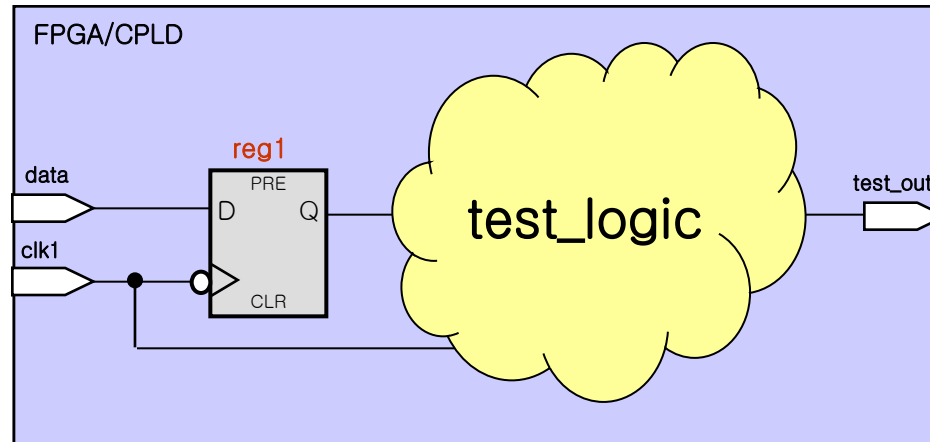 FPGA/CPLD
reg1
data
PRE
D
Q
test_logic
test_out
clk1
CLR